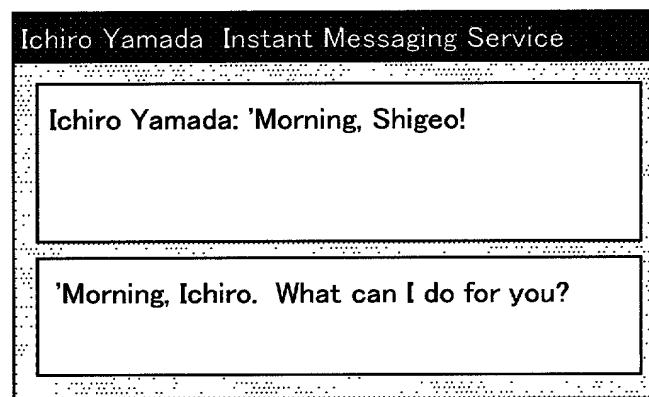 Ichiro Yamada Instant Messaging Service
Ichiro Yamada: 'Morning, Shigeo!
'Morning, Ichiro. What can I do for you?